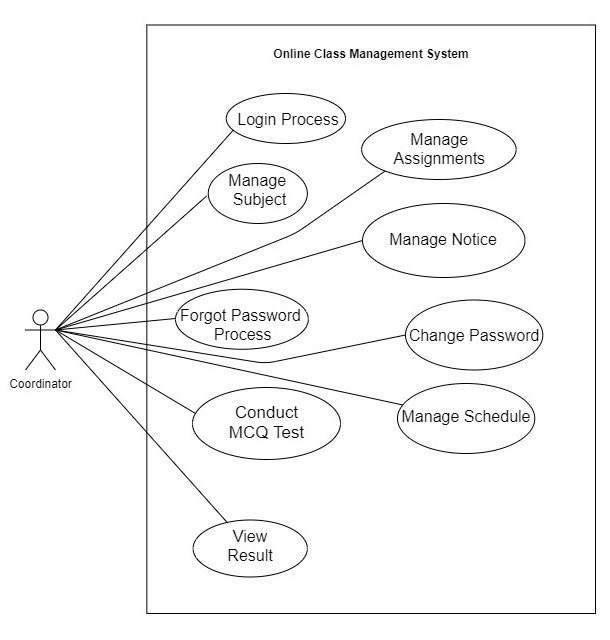 Online Class Management System
Login Process
Manage
Assignments
Manage
Subject
Manage Notice
Forgot Password
Process
Change Password
Coordinator
Conduct
MCQ Test
Manage Schedule
View
Result